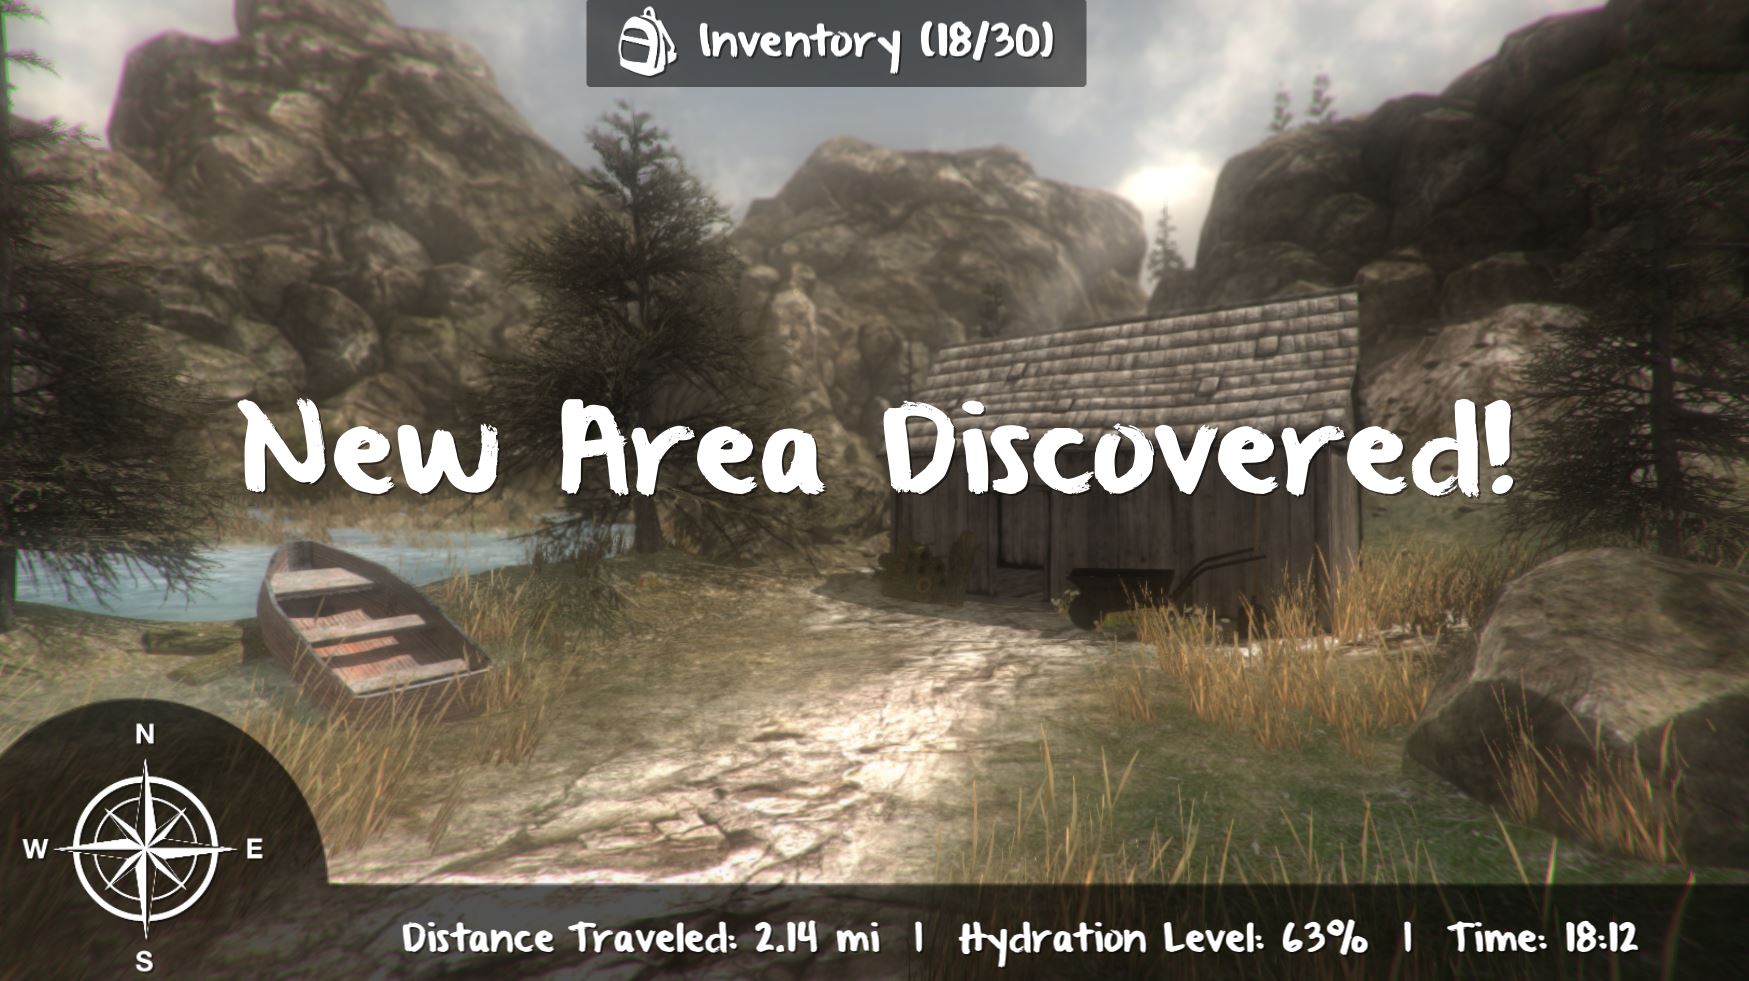 Inventory (18/30)
New Area Discovered!
N
W E
S
Distance Traveled: 2.14 mi | Hydration Level: 63% | Time: 18:12